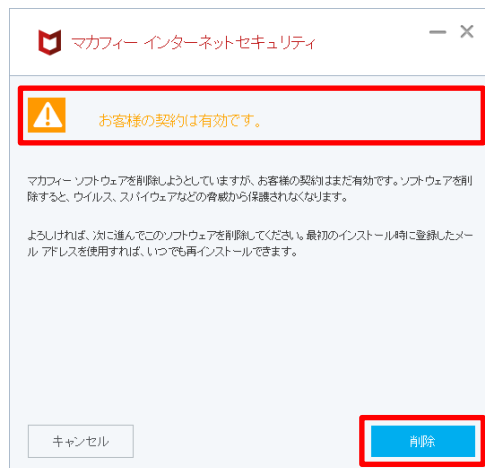 マカフィー インターネットセキュリティ
お客様の契約は有効です。
マカフィー ソフトウェアを削除しようとしていますが、お客様の契約はまだ有効です。ソフトウェアを削
除すると、ウイルス、スパイウェアなどの脅威から保護されなくなります。
よろしければ、次に進んでこのソフトウェアを削除してください。最初のインストール時に登録したメー
ル アドレスを使用すれば、いつでも再インストールできます。
キャンセル
削除